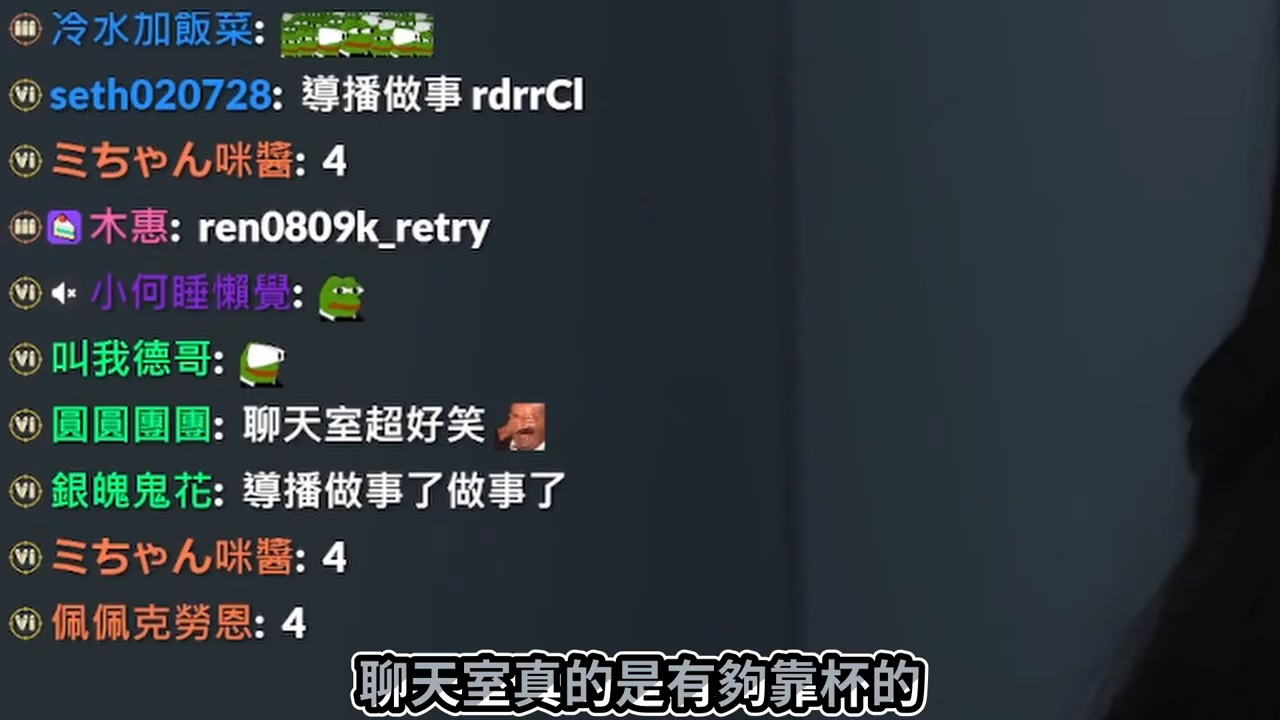 冷水加飯菜:
seth020728: 導播做事 rdrrCl
ミちゃん咪醬: 4
木惠: ren0809k_retry
小何睡懶覺:
叫我德哥:
圓圓團團: 聊天室超好笑
銀魄鬼花: 導播做事了做事了
ミちゃん咪醬: 4
佩佩克勞恩: 4
聊天室真的是有夠靠杯的